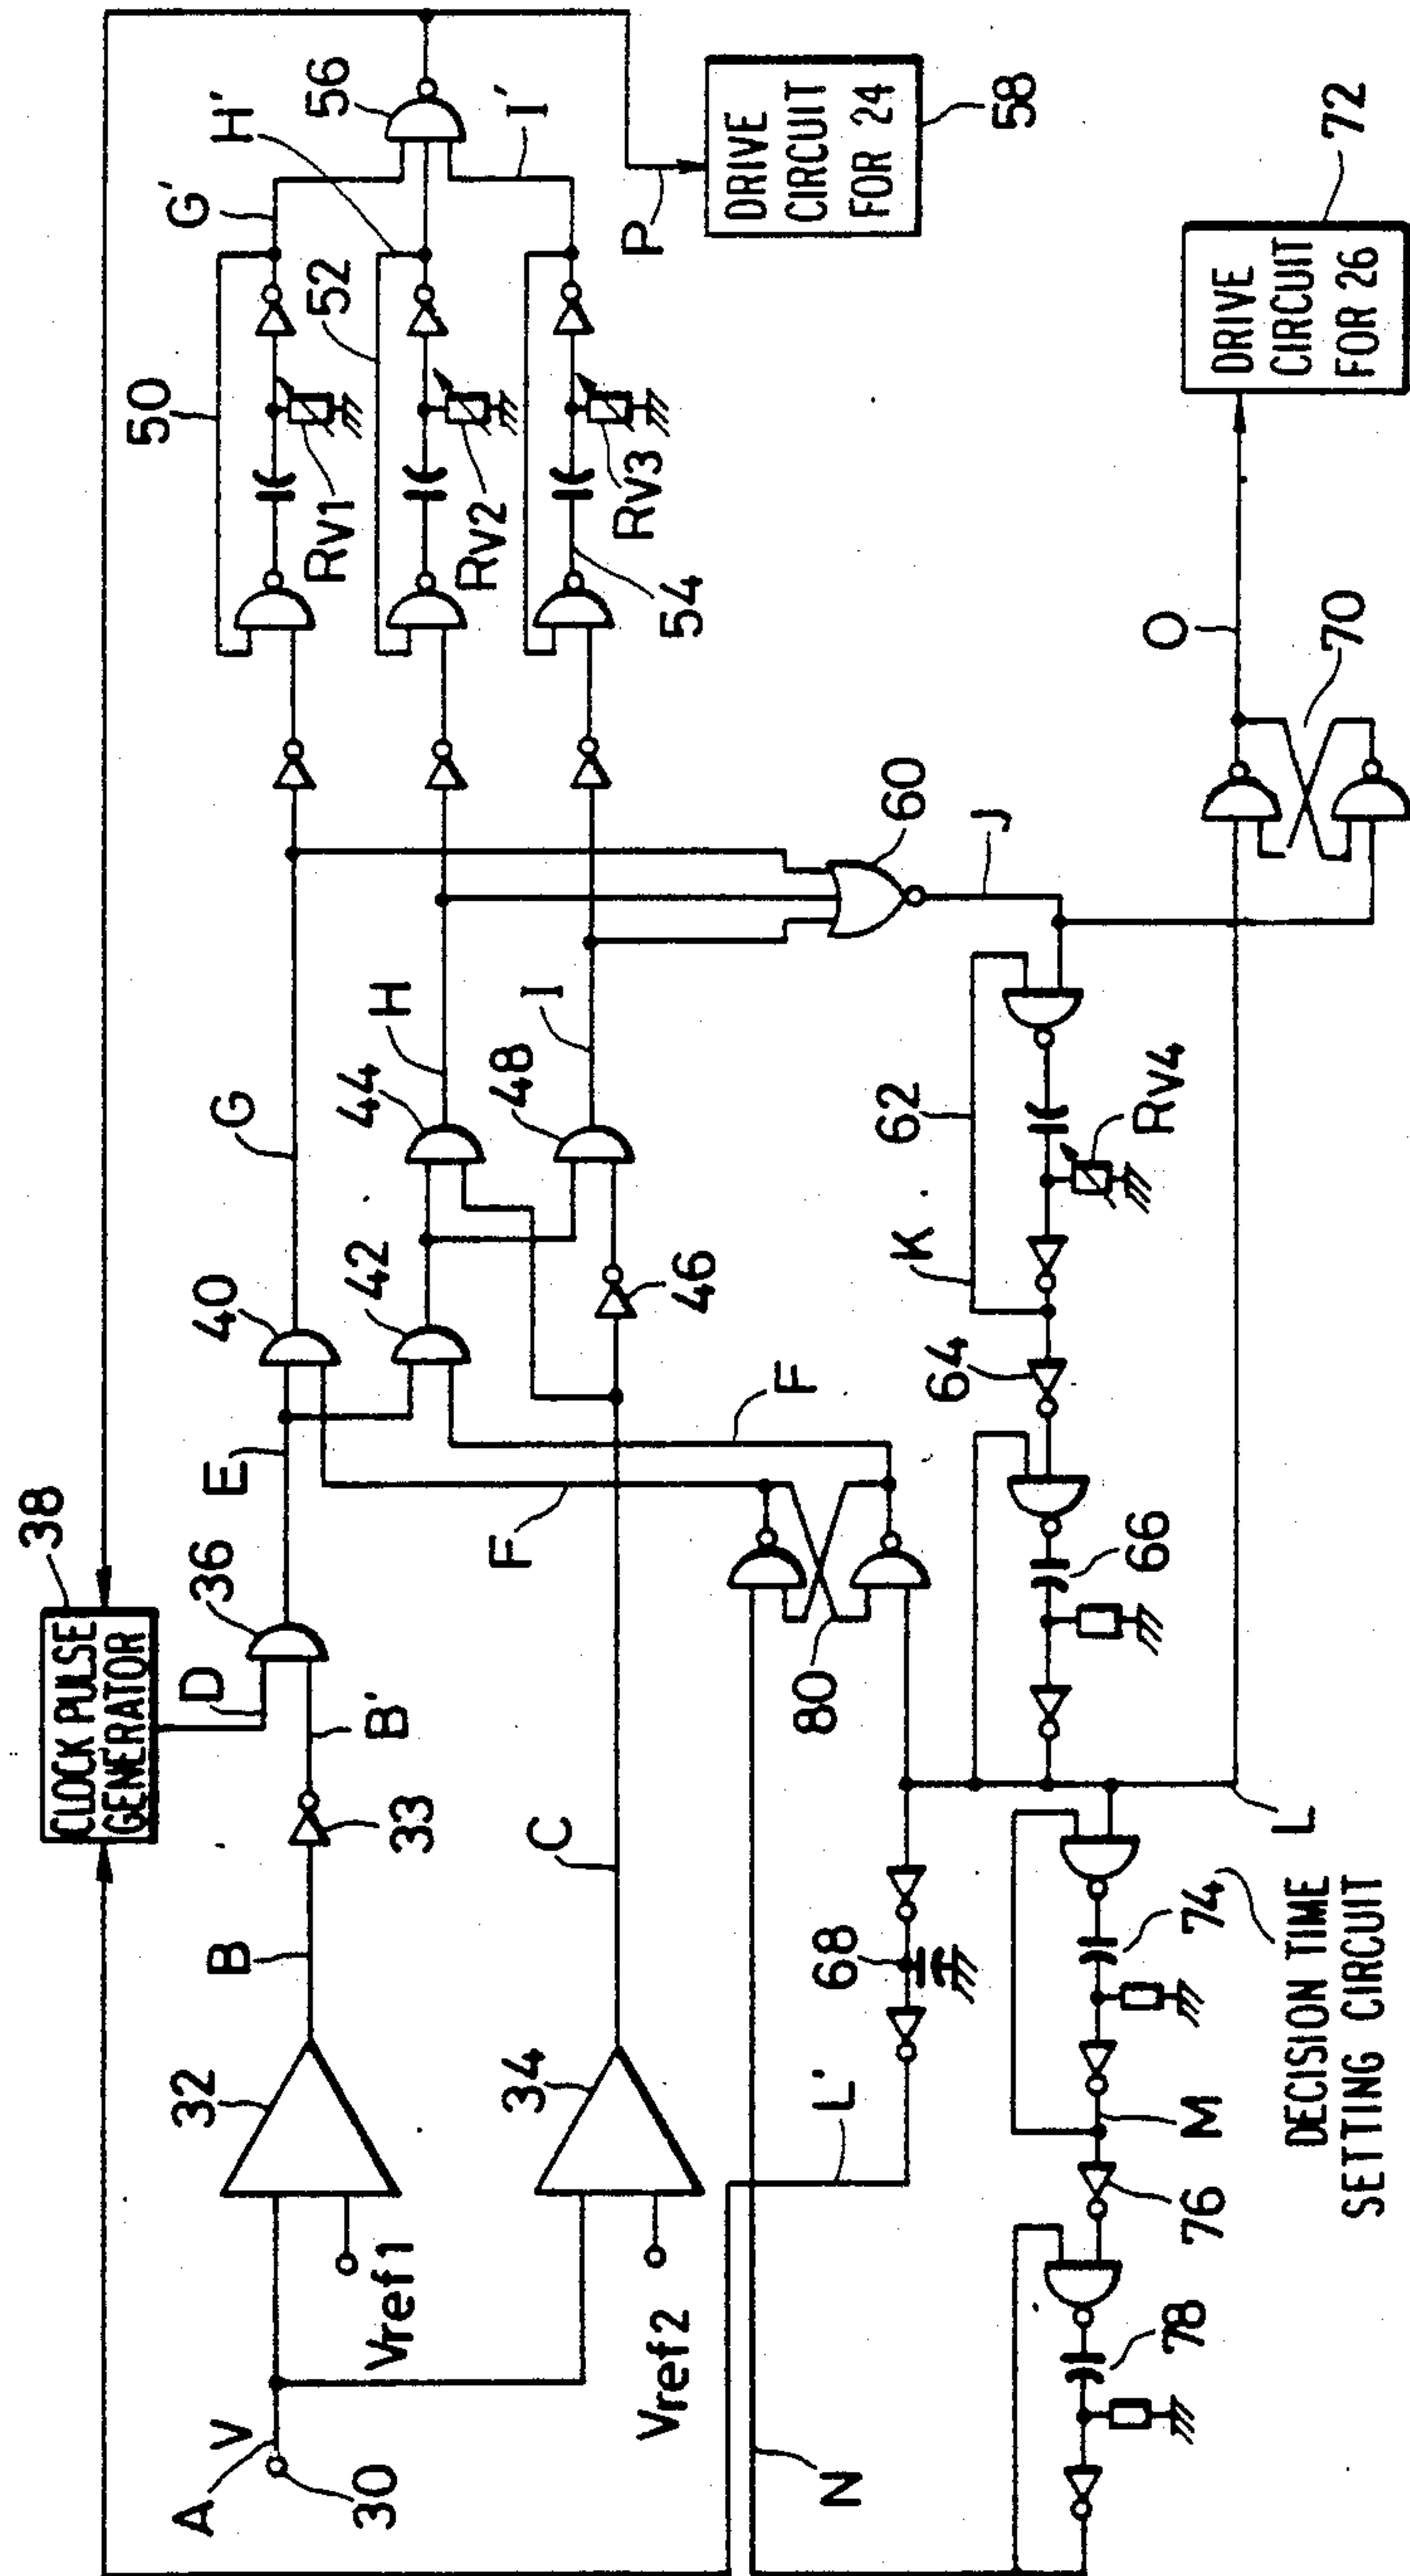 CLOCK PULSE
GENERATOR
38
A
V
30
Vref1
Vref2
32
34
B
33
B'
C
D
36
E
40
42
44
46
48
F
F
G
H
I
50
52
54
Rv1
Rv2
Rv3
G'
H'
I'
56
P
DRIVE
CIRCUIT
FOR 24
58
60
J
62
K
Rv4
64
66
68
L
L'
80
70
O
DRIVE
CIRCUIT
FOR 26
72
74
DECISION TIME
SETTING CIRCUIT
M
76
78
N